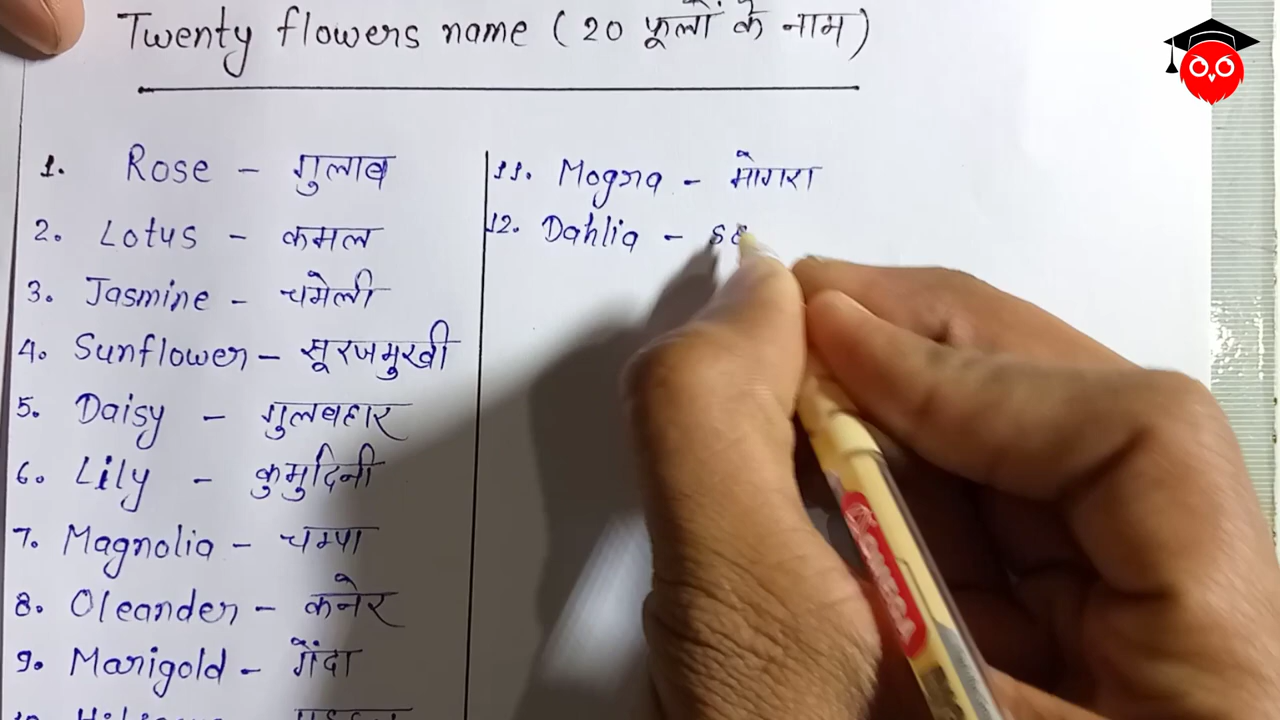 Twenty flowers name (20 फूलों के नाम)
1. Rose - गुलाब
2. Lotus - कमल
3. Jasmine - चमेली
4. Sunflower - सूरजमुखी
5. Daisy - गुलबहार
6. Lily - कुमुदिनी
7. Magnolia - चम्पा
8. Oleander - कनेर
9. Marigold - गेंदा
10.
11. Mogra - मोगरा
12. Dahlia -